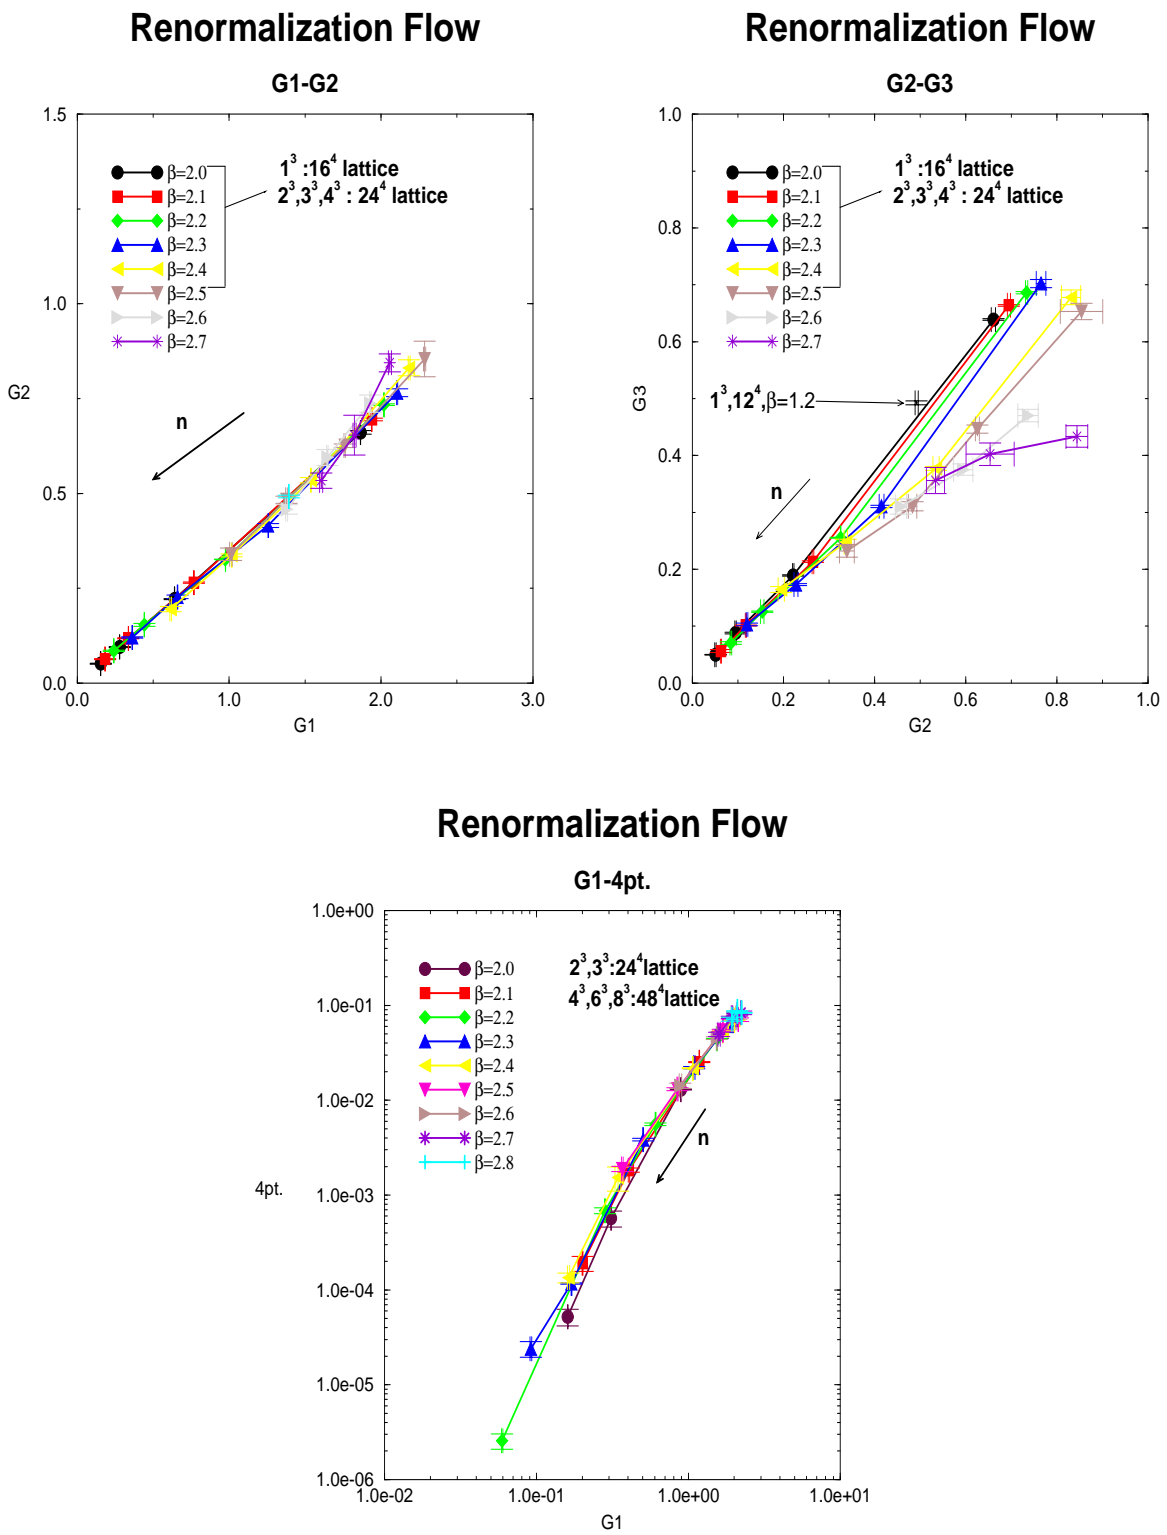 Renormalization Flow
G1-G2
1.5
1.0
0.5
0.0
0.0 1.0 2.0 3.0
G2
G1
β=2.0
β=2.1
β=2.2
β=2.3
β=2.4
β=2.5
β=2.6
β=2.7
1³ :16⁴ lattice
2³,3³,4³ : 24⁴ lattice
n
Renormalization Flow
G2-G3
1.0
0.8
0.6
0.4
0.2
0.0
0.0 0.2 0.4 0.6 0.8 1.0
G3
G2
β=2.0
β=2.1
β=2.2
β=2.3
β=2.4
β=2.5
β=2.6
β=2.7
1³ :16⁴ lattice
2³,3³,4³ : 24⁴ lattice
1³,12⁴,β=1.2
n
Renormalization Flow
G1-4pt.
1.0e+00
1.0e-01
1.0e-02
1.0e-03
1.0e-04
1.0e-05
1.0e-06
1.0e-02 1.0e-01 1.0e+00 1.0e+01
4pt.
G1
β=2.0
β=2.1
β=2.2
β=2.3
β=2.4
β=2.5
β=2.6
β=2.7
β=2.8
2³,3³:24⁴lattice
4³,6³,8³:48⁴lattice
n